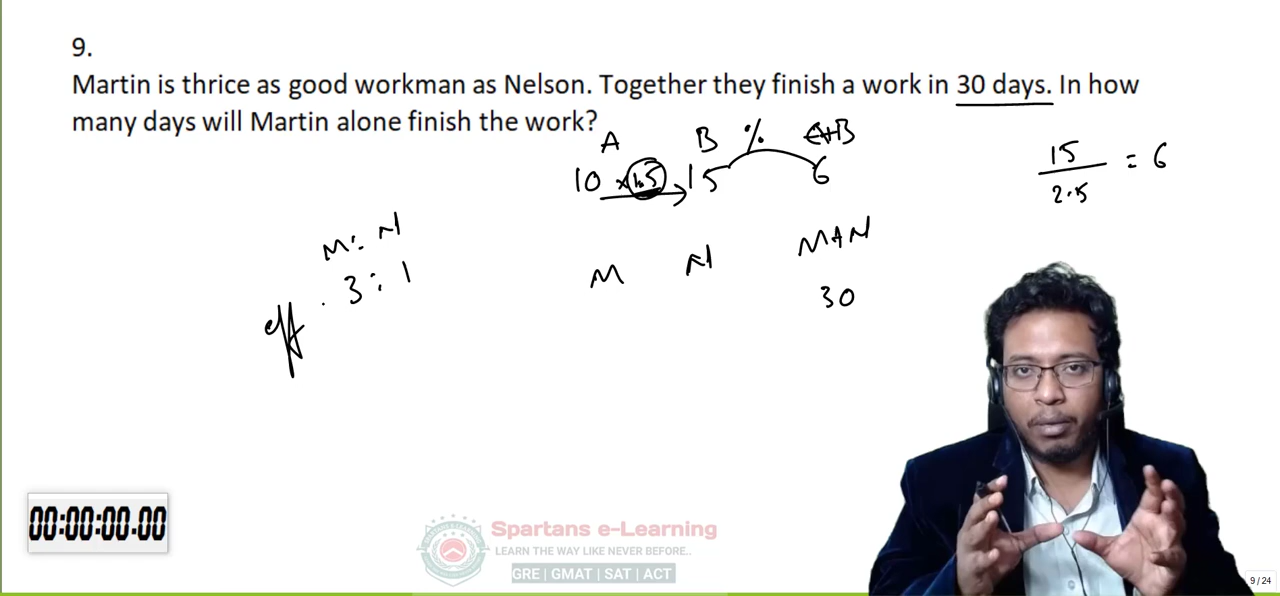 9.
Martin is thrice as good workman as Nelson. Together they finish a work in 30 days. In how
many days will Martin alone finish the work?
A B % A+B
10 ×1.5 15 6
15 / 2.5 = 6
M : N
eff. 3 : 1
M N M&N
30
00:00:00.00
Spartans e-Learning
LEARN THE WAY LIKE NEVER BEFORE..
GRE | GMAT | SAT | ACT
9 / 24